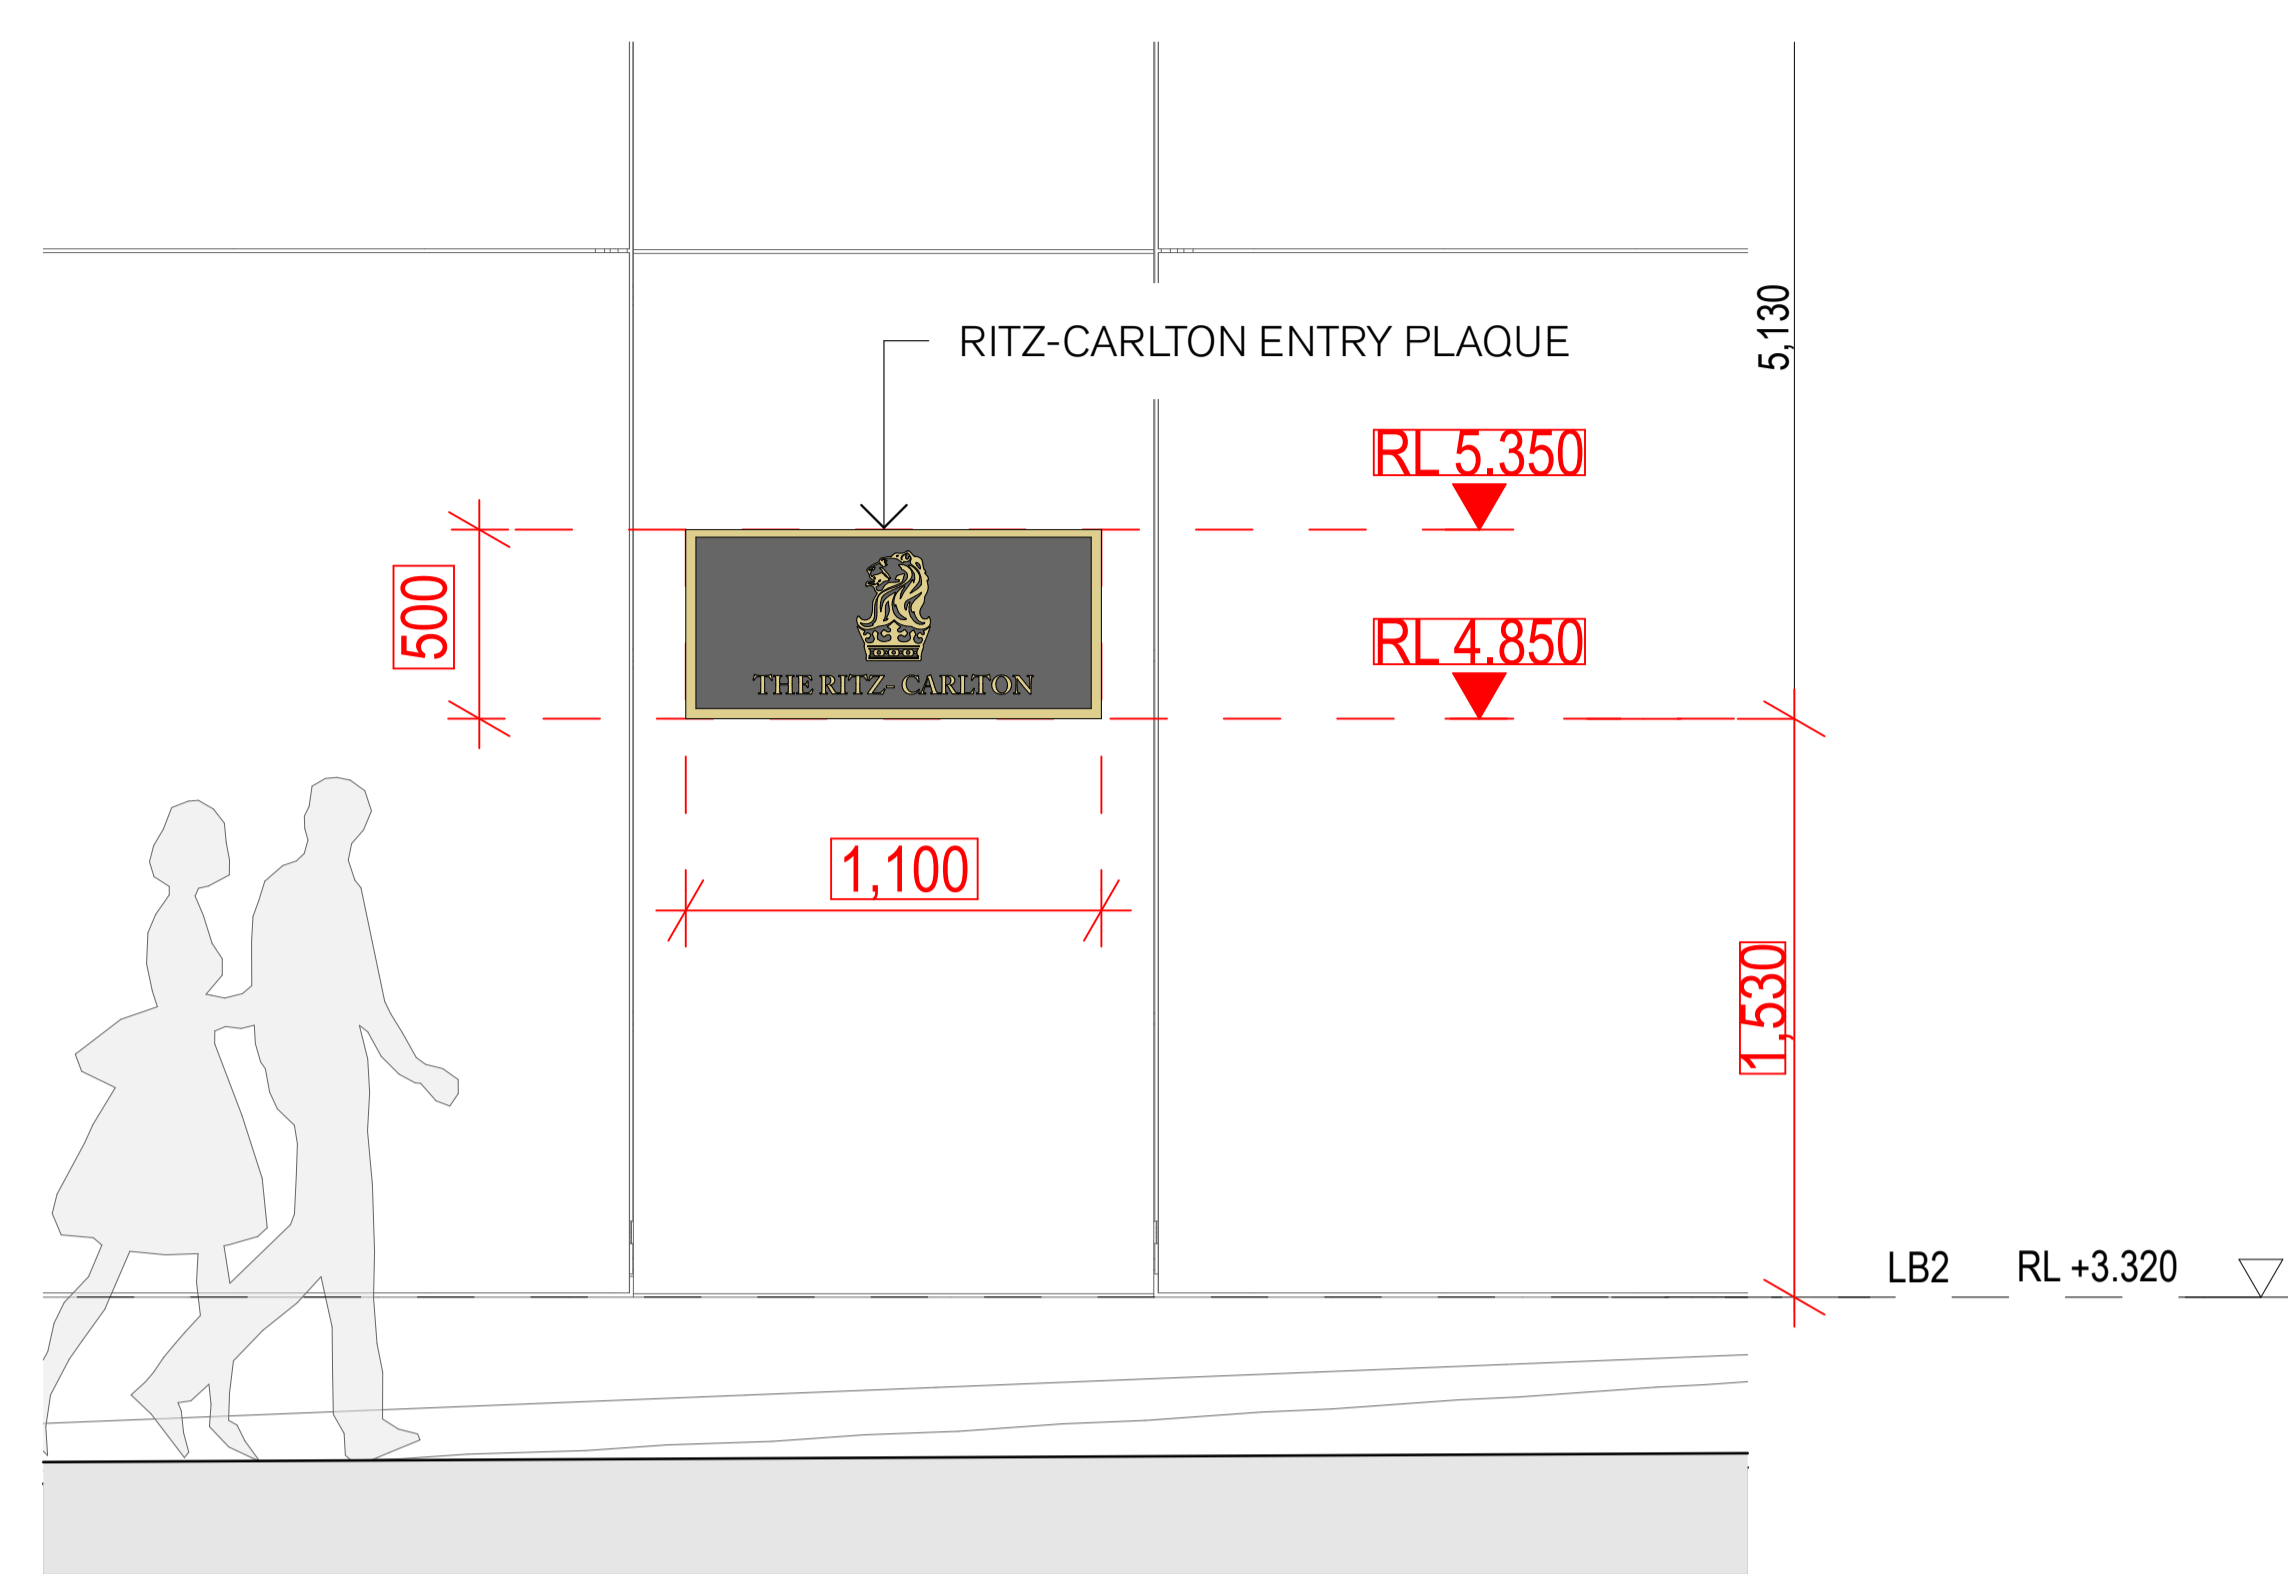 RITZ-CARLTON ENTRY PLAQUE
5,130
RL 5.350
500
RL 4.850
THE RITZ- CARLTON
1,100
1,530
LB2 RL +3.320